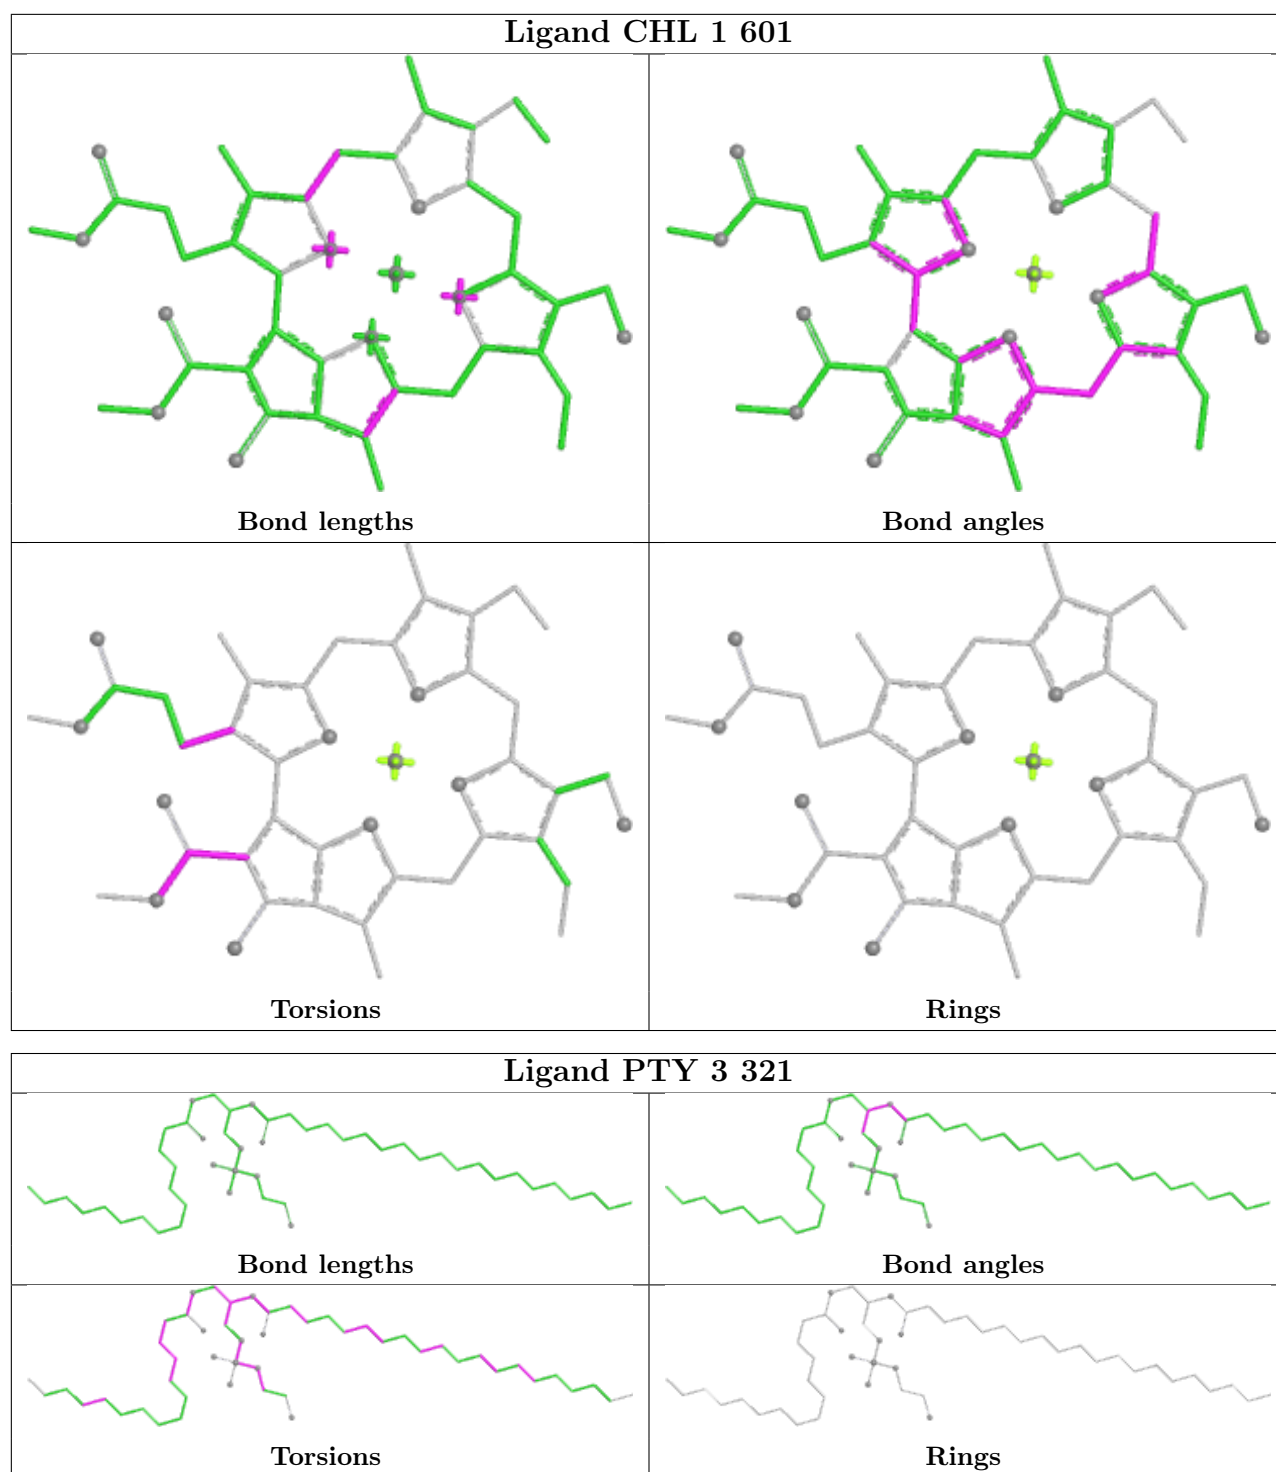 Ligand CHL 1 601
Bond lengths
Bond angles
Torsions
Rings
Ligand PTY 3 321
Bond lengths
Bond angles
Torsions
Rings